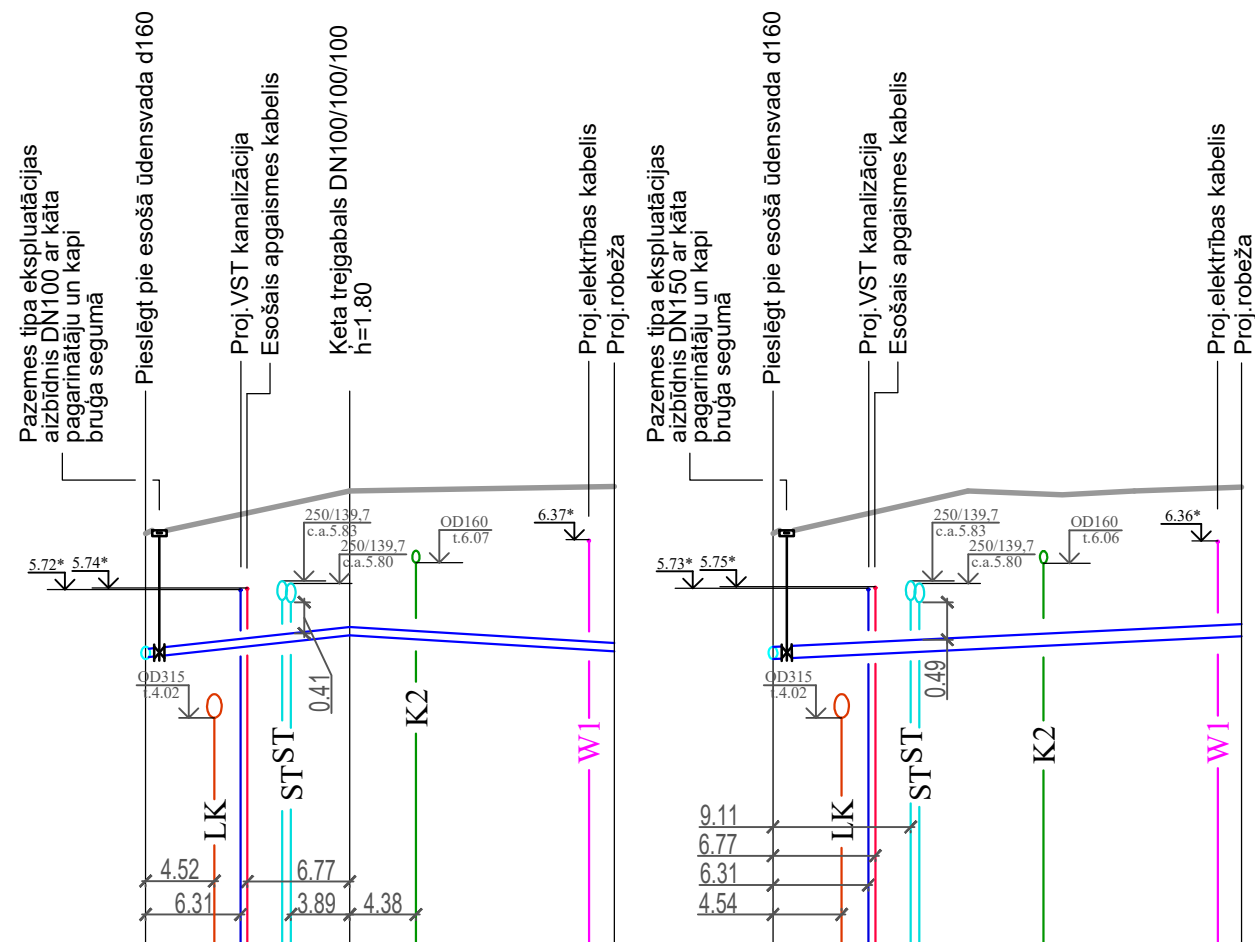 Pazemes tipa ekspluatācijas
aizbīdnis DN100 ar kāta
pagarinātāju un kapi
bruģa segumā
Pieslēgt pie esošā ūdensvada d160
Proj.VST kanalizācija
Esošais apgaismes kabelis
Ķeta trejgabals DN100/100/100
h=1.80
Proj.elektrības kabelis
Proj.robeža
5.72*
5.74*
250/139,7
c.a.5.83
250/139,7
c.a.5.80
OD160
t.6.07
6.37*
OD315
t.4.02
0.41
LK
ST
ST
K2
W1
4.52
6.77
6.31
3.89
4.38
Pazemes tipa ekspluatācijas
aizbīdnis DN150 ar kāta
pagarinātāju un kapi
bruģa segumā
Pieslēgt pie esošā ūdensvada d160
Proj.VST kanalizācija
Esošais apgaismes kabelis
Proj.elektrības kabelis
Proj.robeža
5.73*
5.75*
250/139,7
c.a.5.83
250/139,7
c.a.5.80
OD160
t.6.06
6.36*
OD315
t.4.02
0.49
LK
ST
ST
K2
W1
9.11
6.77
6.31
4.54